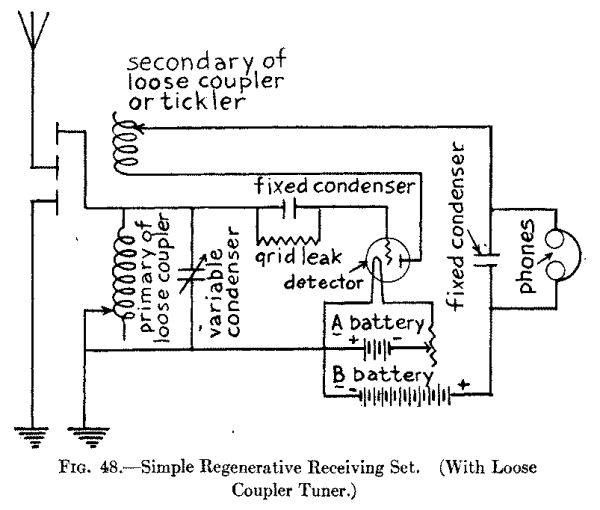 secondary of
loose coupler
or tickler
fixed condenser
primary of
loose coupler
variable
condenser
grid leak
detector
fixed condenser
phones
A battery
+ -
B battery
- +
Fig. 48.—Simple Regenerative Receiving Set. (With Loose
Coupler Tuner.)